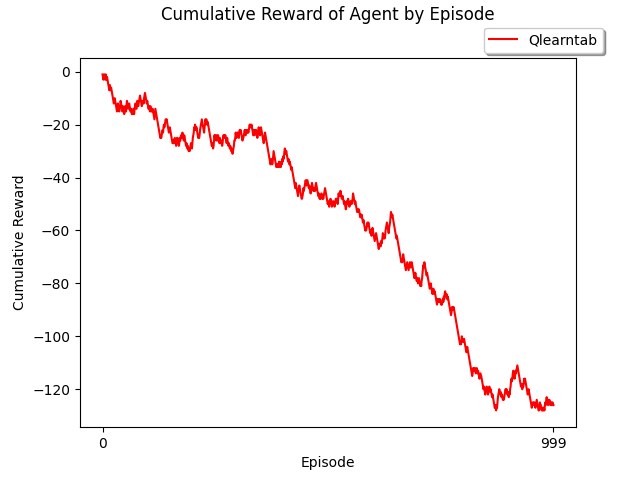 Cumulative Reward of Agent by Episode
Qlearntab
0
−20
−40
−60
−80
−100
−120
Cumulative Reward
0 999
Episode